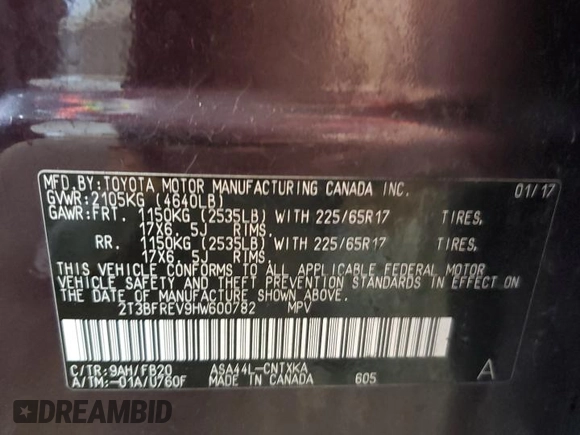 MFD.BY:TOYOTA MOTOR MANUFACTURING CANADA INC. 01/17
GVWR:2105KG (4640LB)
GAWR:FRT. 1150KG (2535LB) WITH 225/65R17 TIRES,
17X6. 5J RIMS.
RR. 1150KG (2535LB) WITH 225/65R17 TIRES,
17X6. 5J RIMS.
THIS VEHICLE CONFORMS TO ALL APPLICABLE FEDERAL MOTOR
VEHICLE SAFETY AND THEFT PREVENTION STANDARDS IN EFFECT ON
THE DATE OF MANUFACTURE SHOWN ABOVE.
2T3BFREV9HW600782 MPV
C/TR:9AH/FB20 ASA44L-CNTXKA A
A/TM:-01A/U760F MADE IN CANADA 605
DREAMBID